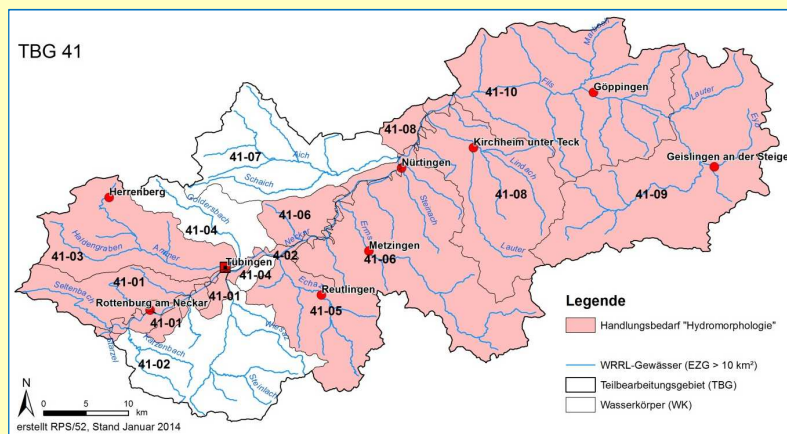 TBG 41
Marbach
Fils
Göppingen
41-10
Lauter
Eyb
41-08
Kirchheim unter Teck
Geislingen an der Steige
41-07
Aich
Nürtingen
Lindach
Schaich
41-08
41-09
Herrenberg
Goldersbach
41-06
Steinach
41-04
Neckar
Erms
Lauter
Haldengraben
Ammer
Metzingen
41-03
Tübingen
4-02
41-06
41-04
Seltenbach
41-01
41-01
Echaz
Reutlingen
Rottenburg am Neckar
41-05
41-01
Wiesaz
Katzenbach
Starzel
41-02
Steinlach
Legende
Handlungsbedarf "Hydromorphologie"
WRRL-Gewässer (EZG > 10 km²)
Teilbearbeitungsgebiet (TBG)
Wasserkörper (WK)
N
0 5 10
km
erstellt RPS/52, Stand Januar 2014